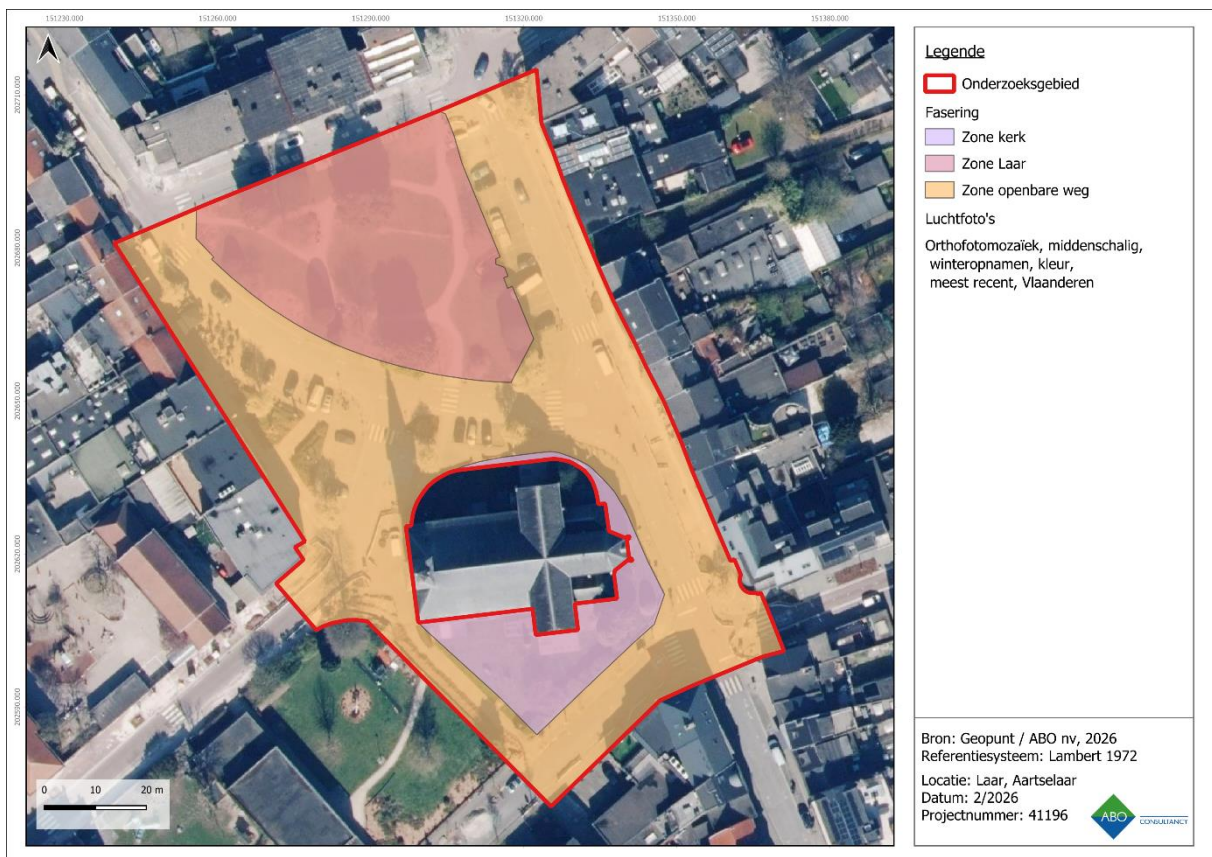 151230.000 151260.000 151290.000 151320.000 151350.000 151380.000
202710.000
202680.000
202650.000
202620.000
202590.000
0 10 20 m
Legende
Onderzoeksgebied
Fasering
Zone kerk
Zone Laar
Zone openbare weg
Luchtfoto's
Orthofotomozaïek, middenschalig,
winteropnamen, kleur,
meest recent, Vlaanderen
Bron: Geopunt / ABO nv, 2026
Referentiesysteem: Lambert 1972
Locatie: Laar, Aartselaar
Datum: 2/2026
Projectnummer: 41196
ABO CONSULTANCY